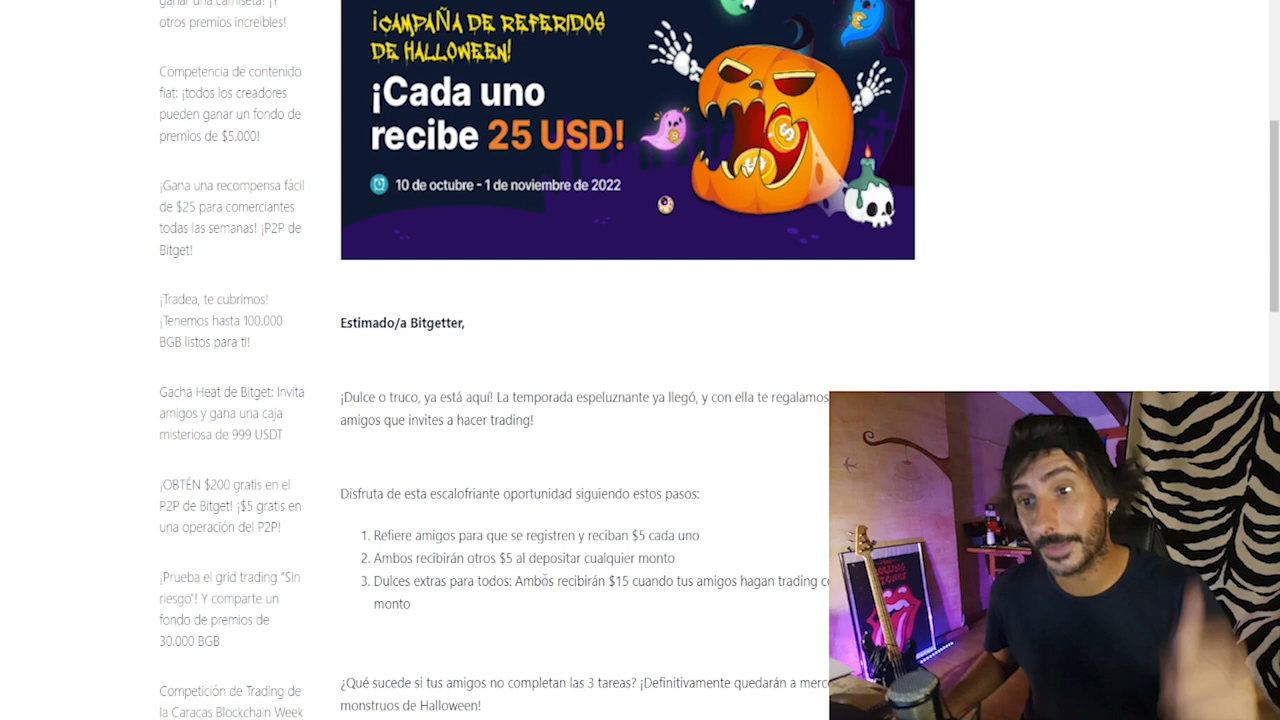 ganar una camiseta! ¡Y
otros premios increíbles!
Competencia de contenido
fiat: ¡todos los creadores
pueden ganar un fondo de
premios de $5.000!
¡Gana una recompensa fácil
de $25 para comerciantes
todas las semanas! ¡P2P de
Bitget!
¡Tradea, te cubrimos!
¡Tenemos hasta 100.000
BGB listos para ti!
Gacha Heat de Bitget: Invita
amigos y gana una caja
misteriosa de 999 USDT
¡OBTÉN $200 gratis en el
P2P de Bitget! ¡$5 gratis en
una operación del P2P!
¡Prueba el grid trading "Sin
riesgo"! Y comparte un
fondo de premios de
30.000 BGB
Competición de Trading de
la Caracas Blockchain Week
¡CAMPAÑA DE REFERIDOS
DE HALLOWEEN!
¡Cada uno
recibe 25 USD!
10 de octubre - 1 de noviembre de 2022
Estimado/a Bitgetter,
¡Dulce o truco, ya está aquí! La temporada espeluznante ya llegó, y con ella te regalamos
amigos que invites a hacer trading!
Disfruta de esta escalofriante oportunidad siguiendo estos pasos:
1. Refiere amigos para que se registren y reciban $5 cada uno
2. Ambos recibirán otros $5 al depositar cualquier monto
3. Dulces extras para todos: Ambos recibirán $15 cuando tus amigos hagan trading
monto
¿Qué sucede si tus amigos no completan las 3 tareas? ¡Definitivamente quedarán a
monstruos de Halloween!